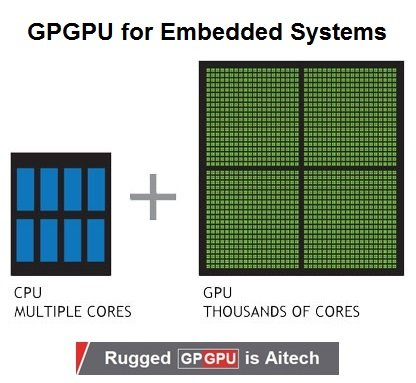 GPGPU for Embedded Systems
CPU
MULTIPLE CORES
GPU
THOUSANDS OF CORES
Rugged GPGPU is Aitech